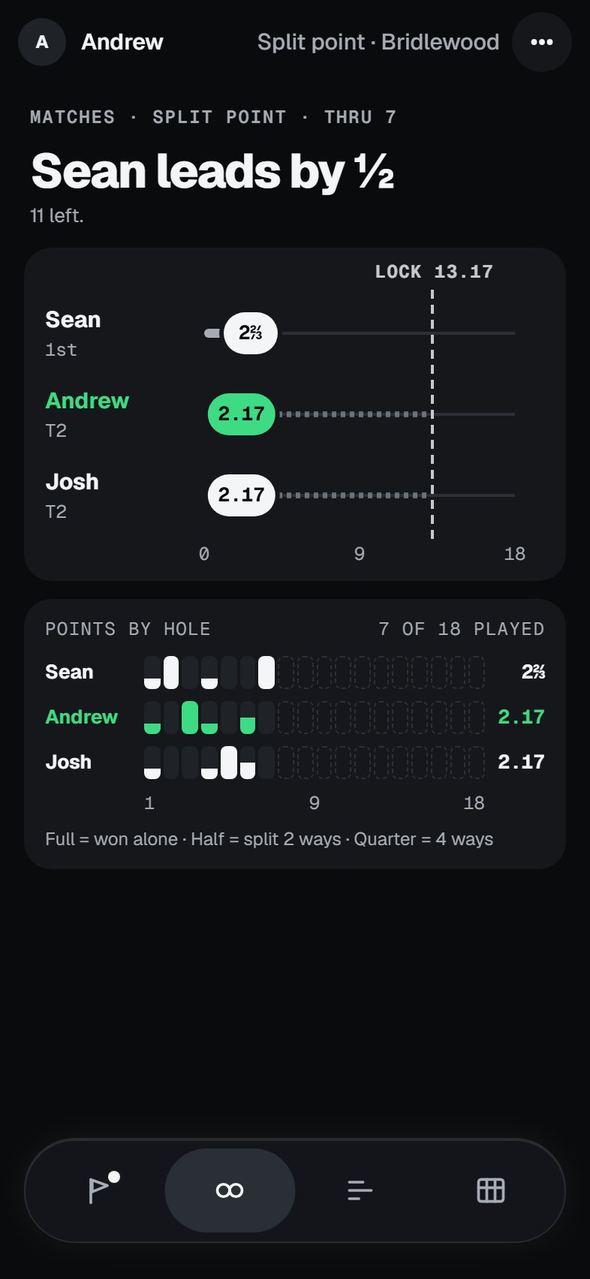 A Andrew Split point · Bridlewood
MATCHES · SPLIT POINT · THRU 7
Sean leads by ½
11 left.
LOCK 13.17
Sean
1st
2⅔
Andrew
T2
2.17
Josh
T2
2.17
0 9 18
POINTS BY HOLE 7 OF 18 PLAYED
Sean 2⅔
Andrew 2.17
Josh 2.17
1 9 18
Full = won alone · Half = split 2 ways · Quarter = 4 ways